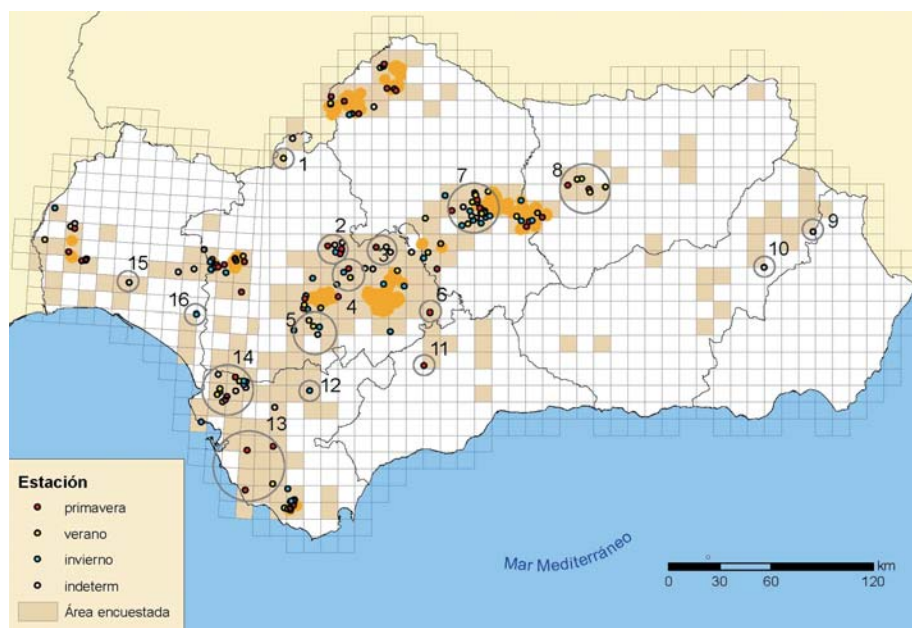 1
2
3
4
5
6
7
8
9
10
11
12
13
14
15
16
Estación
primavera
verano
invierno
indeterm
Área encuestada
Mar Mediterráneo
km
0 30 60 120